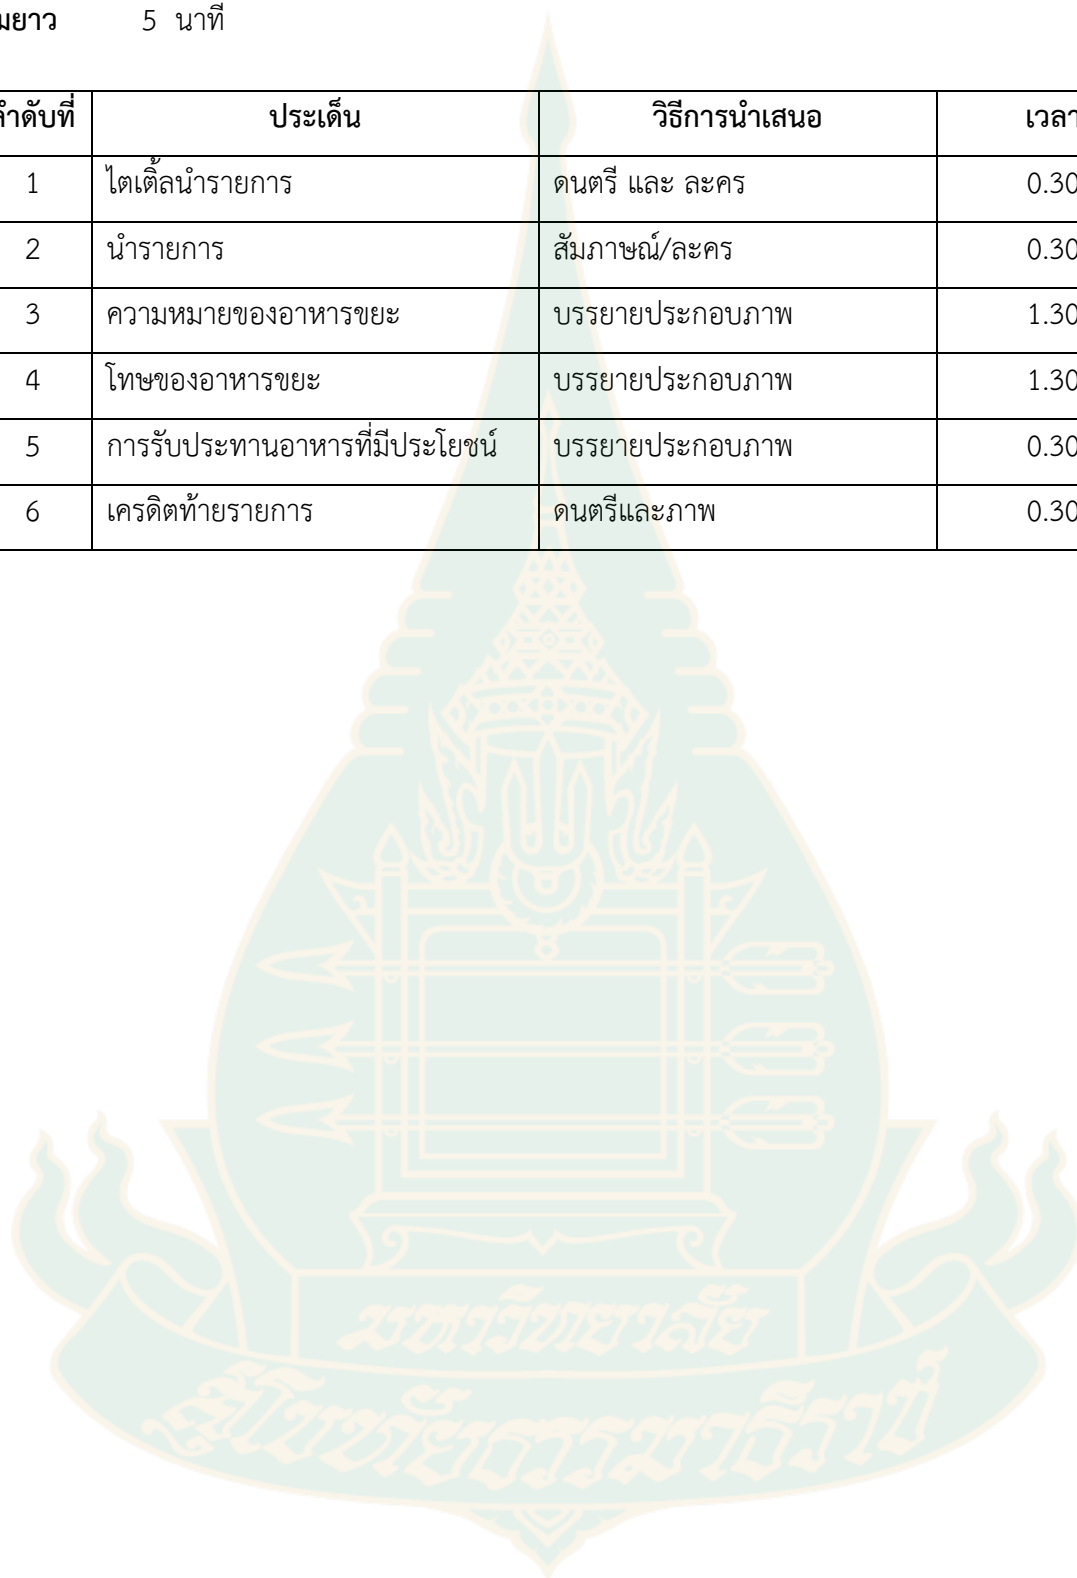 มยาว 5 นาที
ลำดับที่ ประเด็น วิธีการนำเสนอ เวลา
1 ไตเติ้ลนำรายการ ดนตรี และ ละคร 0.30
2 นำรายการ สัมภาษณ์/ละคร 0.30
3 ความหมายของอาหารขยะ บรรยายประกอบภาพ 1.30
4 โทษของอาหารขยะ บรรยายประกอบภาพ 1.30
5 การรับประทานอาหารที่มีประโยชน์ บรรยายประกอบภาพ 0.30
6 เครดิตท้ายรายการ ดนตรีและภาพ 0.30
มหาวิทยาลัย
สุโขทัยธรรมาธิราช